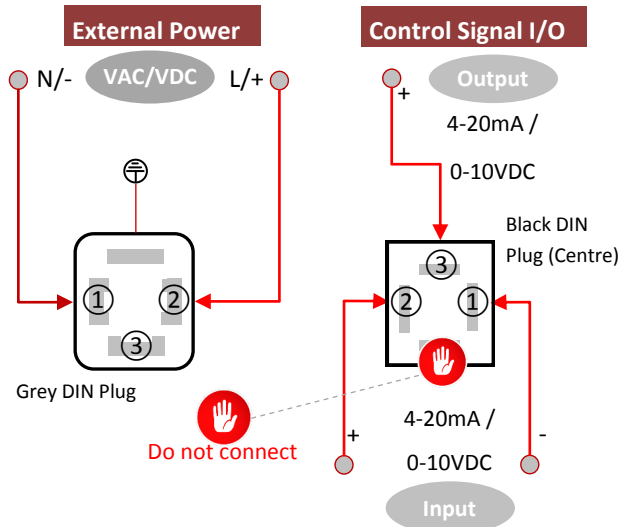 External Power
N/-
VAC/VDC
L/+
1
2
3
Grey DIN Plug
Do not connect
Control Signal I/O
+
Output
4-20mA /
0-10VDC
Black DIN
Plug (Centre)
3
2
1
+
4-20mA /
-
0-10VDC
Input